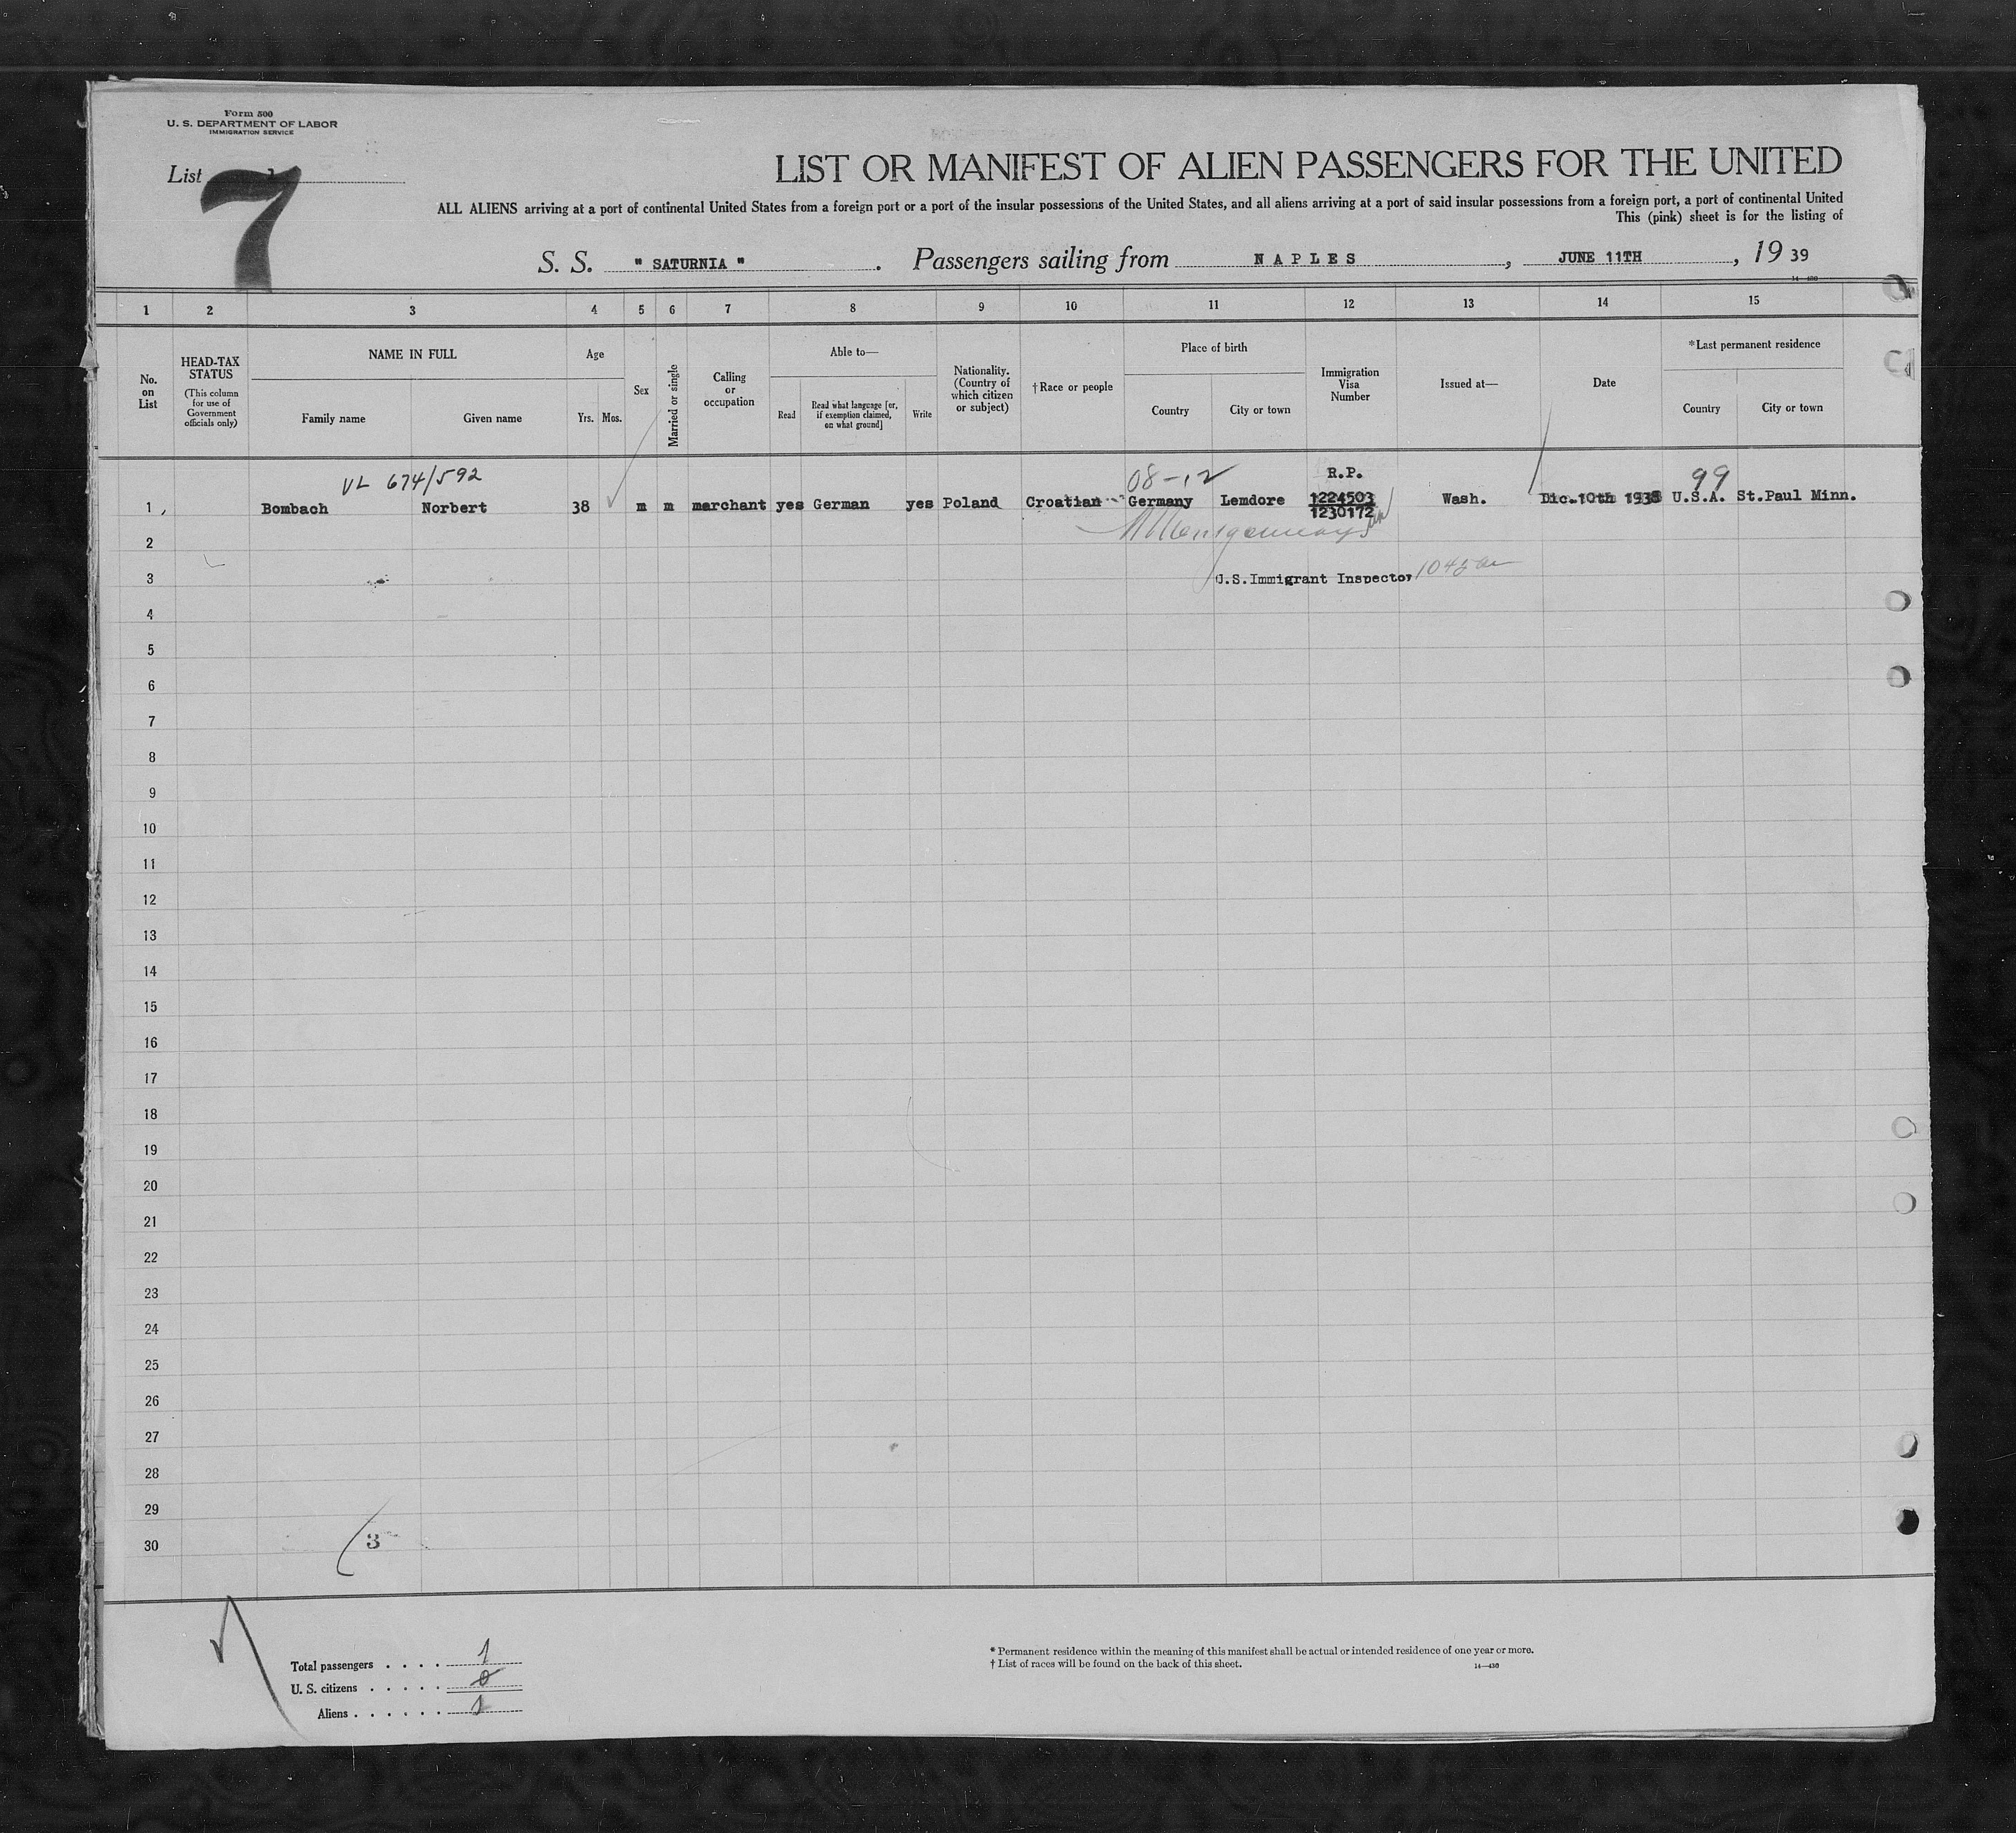 Form 500
U. S. DEPARTMENT OF LABOR
IMMIGRATION SERVICE
List
7
LIST OR MANIFEST OF ALIEN PASSENGERS FOR THE UNITED
ALL ALIENS arriving at a port of continental United States from a foreign port or a port of the insular possessions of the United States, and all aliens arriving at a port of said insular possessions from a foreign port, a port of continental United
This (pink) sheet is for the listing of
S. S. " SATURNIA " . Passengers sailing from N A P L E S , JUNE 11TH , 19 39
14—430
1 2 3 4 5 6 7 8 9 10 11 12 13 14 15
No. on List
HEAD-TAX STATUS
(This column for use of Government officials only)
NAME IN FULL
Family name Given name
Age
Yrs. Mos.
Sex
Married or single
Calling or occupation
Able to—
Read
Read what language [or, if exemption claimed, on what ground]
Write
Nationality. (Country of which citizen or subject)
†Race or people
Place of birth
Country City or town
Immigration Visa Number
Issued at—
Date
*Last permanent residence
Country City or town
VL 674/592 08-12 R.P. 99
1 Bombach Norbert 38 m m merchant yes German yes Poland Croatian Germany Lemdore 1224503 Wash. Dic.10th 1938 U.S.A. St.Paul Minn.
1230172
2
3 U.S.Immigrant Inspector
4
5
6
7
8
9
10
11
12
13
14
15
16
17
18
19
20
21
22
23
24
25
26
27
28
29
30 3
Total passengers . . . . 1
U. S. citizens . . . . . 0
Aliens . . . . . . 1
* Permanent residence within the meaning of this manifest shall be actual or intended residence of one year or more.
† List of races will be found on the back of this sheet. 14—430